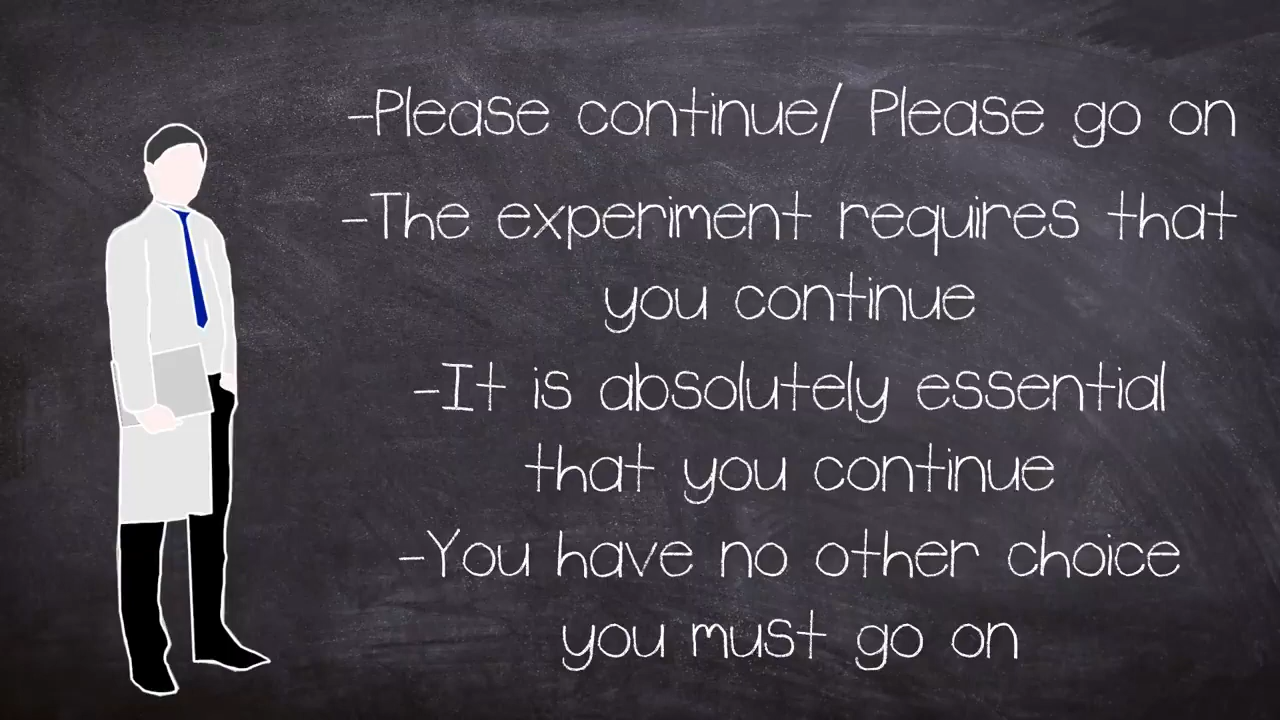 -Please continue/ Please go on
-The experiment requires that
you continue
-It is absolutely essential
that you continue
-You have no other choice
you must go on